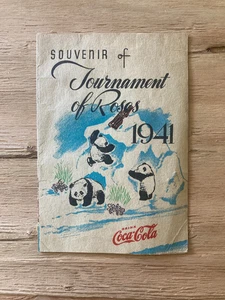 SOUVENIR of
Tournament
of Roses
1941
DRINK
Coca-Cola